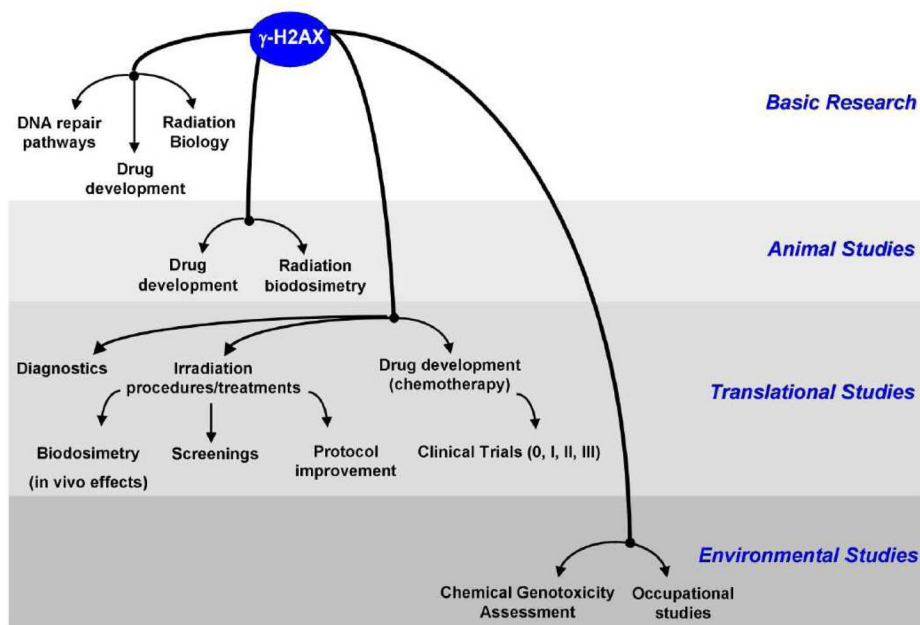 γ-H2AX
Basic Research
DNA repair
pathways
Radiation
Biology
Drug
development
Animal Studies
Drug
development
Radiation
biodosimetry
Translational Studies
Diagnostics
Irradiation
procedures/treatments
Drug development
(chemotherapy)
Biodosimetry
(in vivo effects)
Screenings
Protocol
improvement
Clinical Trials (0, I, II, III)
Environmental Studies
Chemical Genotoxicity
Assessment
Occupational
studies